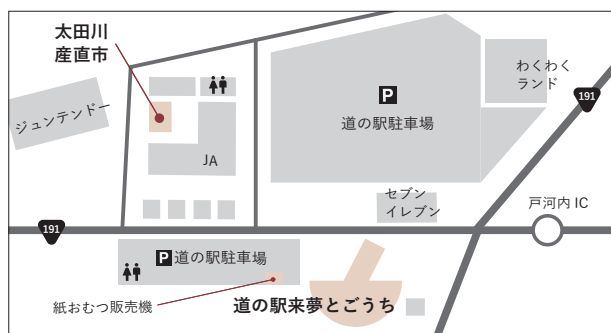 太田川
産直市
ジュンテンドー
JA
P
道の駅駐車場
わくわく
ランド
191
セブン
イレブン
戸河内 IC
191
P 道の駅駐車場
紙おむつ販売機
道の駅来夢とごうち